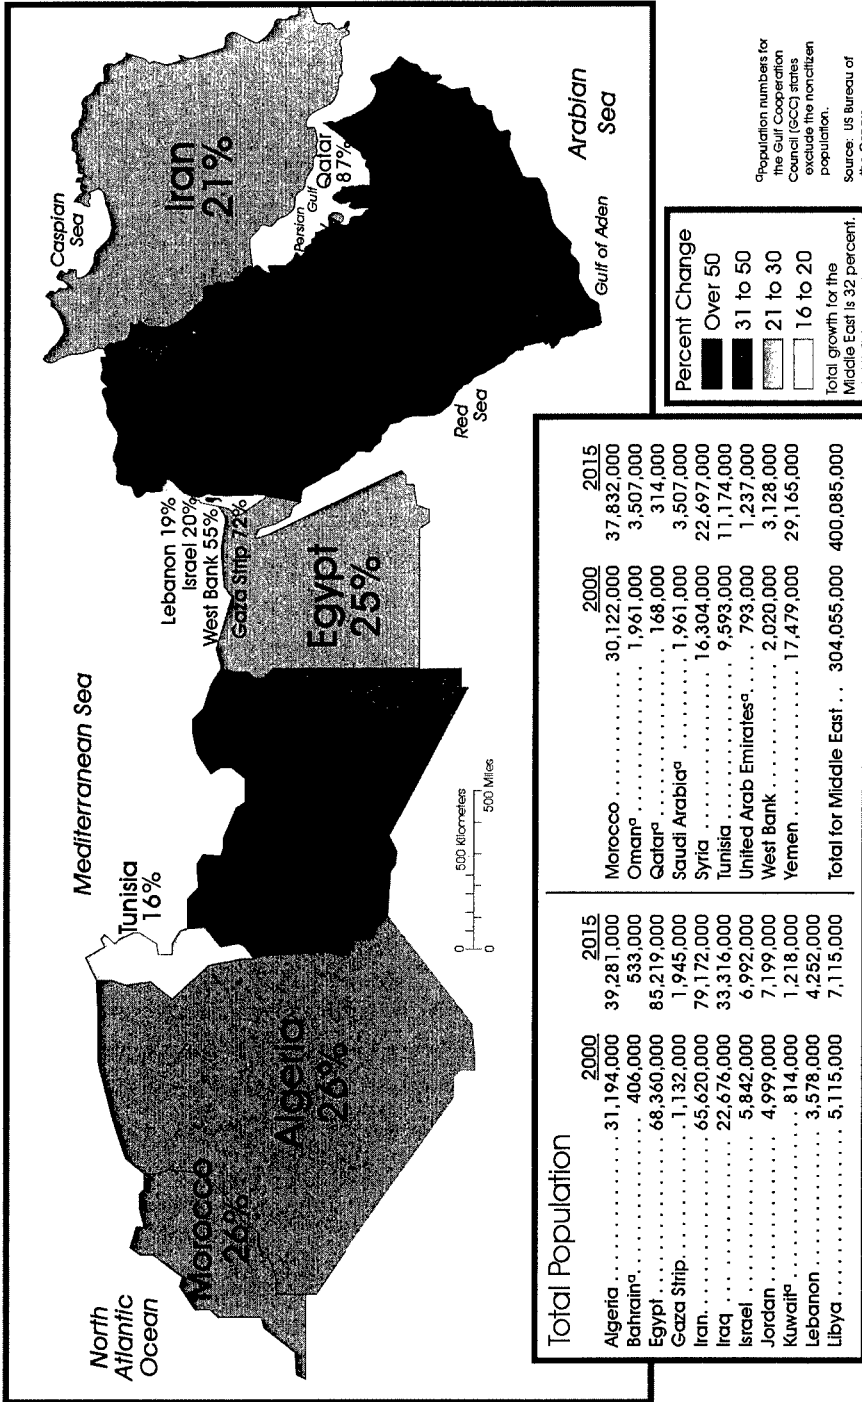 North
Atlantic
Ocean
Mediterranean Sea
Caspian
Sea
Morocco
26%
Algeria
26%
Tunisia
16%
Lebanon 19%
Israel 20%
West Bank 55%
Gaza Strip 72%
Egypt
25%
Iran
21%
Persian
Gulf
Qatar
87%
Red
Sea
Gulf of Aden
Arabian
Sea
0 500 Kilometers
0 500 Miles
Total Population
2000 2015
Algeria . . . . . . . . . . . . . . . 31,194,000 39,281,000
Bahrainᵃ. . . . . . . . . . . . . . . 406,000 533,000
Egypt . . . . . . . . . . . . . . . . 68,360,000 85,219,000
Gaza Strip. . . . . . . . . . . . . . 1,132,000 1,945,000
Iran. . . . . . . . . . . . . . . . . 65,620,000 79,172,000
Iraq . . . . . . . . . . . . . . . . . 22,676,000 33,316,000
Israel . . . . . . . . . . . . . . . . 5,842,000 6,992,000
Jordan . . . . . . . . . . . . . . . 4,999,000 7,199,000
Kuwaitᵃ . . . . . . . . . . . . . . . 814,000 1,218,000
Lebanon . . . . . . . . . . . . . . 3,578,000 4,252,000
Libya . . . . . . . . . . . . . . . . 5,115,000 7,115,000
2000 2015
Morocco . . . . . . . . . . . . . . 30,122,000 37,832,000
Omanᵃ . . . . . . . . . . . . . . . 1,961,000 3,507,000
Qatarᵃ . . . . . . . . . . . . . . . 168,000 314,000
Saudi Arabiaᵃ . . . . . . . . . . 1,961,000 3,507,000
Syria . . . . . . . . . . . . . . . . 16,304,000 22,697,000
Tunisia . . . . . . . . . . . . . . . 9,593,000 11,174,000
United Arab Emiratesᵃ. . . . . 793,000 1,237,000
West Bank . . . . . . . . . . . . . 2,020,000 3,128,000
Yemen . . . . . . . . . . . . . . . 17,479,000 29,165,000
Total for Middle East . . 304,055,000 400,085,000
Percent Change
Over 50
31 to 50
21 to 30
16 to 20
Total growth for the
Middle East is 32 percent.
ᵃPopulation numbers for
the Gulf Cooperation
Council (GCC) states
exclude the noncitizen
population.
Source: US Bureau of